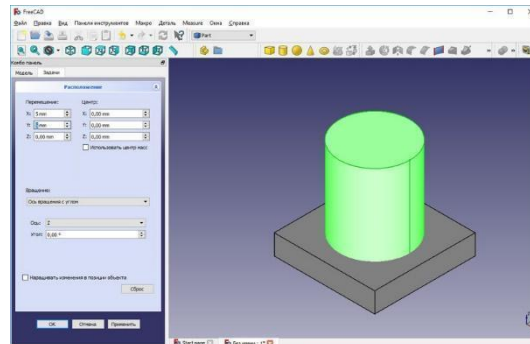 FreeCAD
Файл Правка Вид Панели инструментов Макро Деталь Measure Окна Справка
Part
Комбо панель
Модель Задачи
Расположение
Перемещение: Центр:
X: 5 mm X: 0,00 mm
Y: Y: 0,00 mm
Z: 0,00 mm Z: 0,00 mm
Использовать центр масс
Вращение:
Ось вращения с углом
Ось: Z
Угол: 0,00 °
Наращивать изменения в позиции объекта
Сброс
OK Отмена Применить
Start page